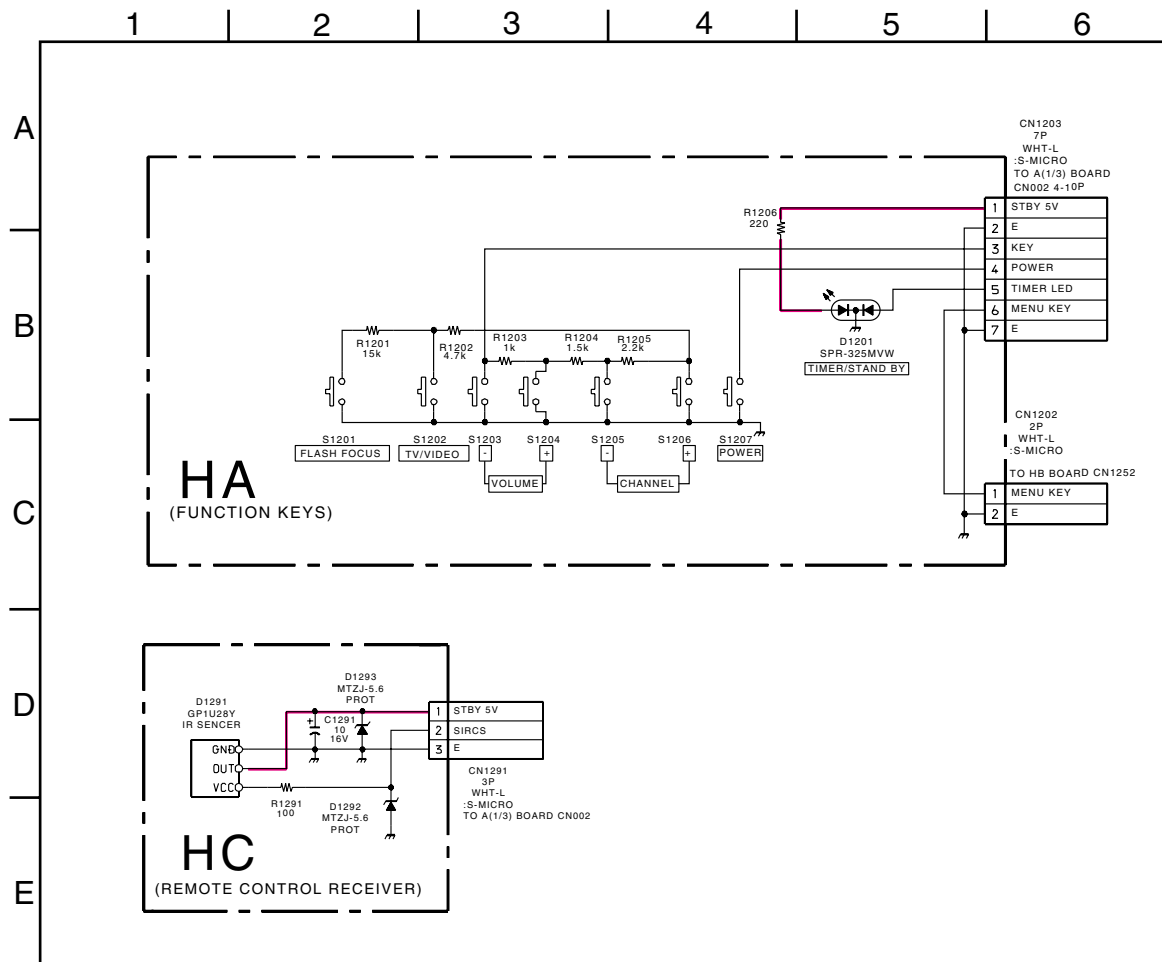 1 2 3 4 5 6
A
B
C
D
E
CN1203
7P
WHT-L
:S-MICRO
TO A(1/3) BOARD
CN002 4-10P
1 STBY 5V
2 E
3 KEY
4 POWER
5 TIMER LED
6 MENU KEY
7 E
R1206
220
D1201
SPR-325MVW
TIMER/STAND BY
R1201
15k
R1202
4.7k
R1203
1k
R1204
1.5k
R1205
2.2k
S1201
FLASH FOCUS
S1202
TV/VIDEO
S1203
-
S1204
+
VOLUME
S1205
-
S1206
+
CHANNEL
S1207
POWER
HA
(FUNCTION KEYS)
CN1202
2P
WHT-L
:S-MICRO
TO HB BOARD CN1252
1 MENU KEY
2 E
D1291
GP1U28Y
IR SENCER
GND
OUT
VCC
+
C1291
10
16V
D1293
MTZJ-5.6
PROT
1 STBY 5V
2 SIRCS
3 E
CN1291
3P
WHT-L
:S-MICRO
TO A(1/3) BOARD CN002
R1291
100
D1292
MTZJ-5.6
PROT
HC
(REMOTE CONTROL RECEIVER)